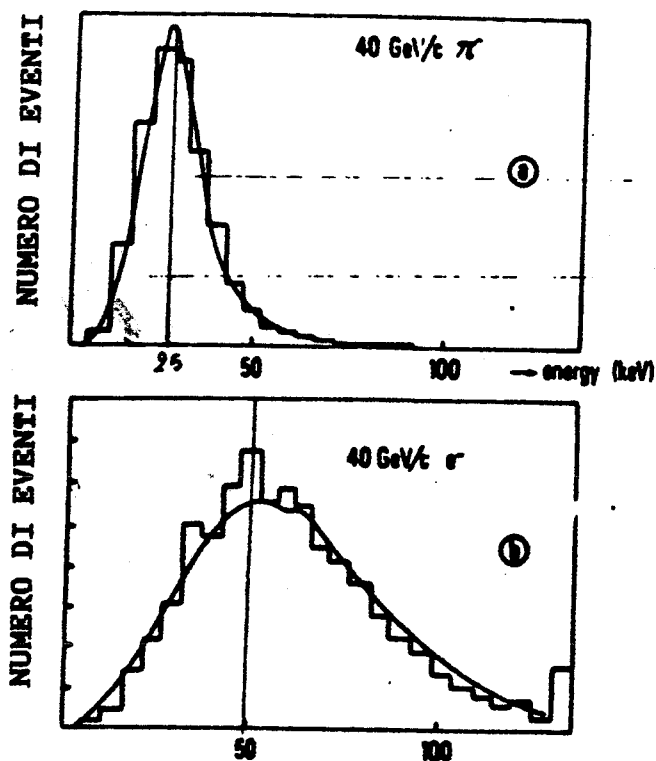 NUMERO DI EVENTI
40 GeV/c π
a
25
50
100
→ energy (keV)
NUMERO DI EVENTI
40 GeV/c e⁻
b
50
100